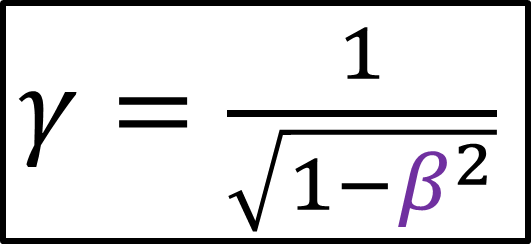 γ = 1 / √(1−β²)